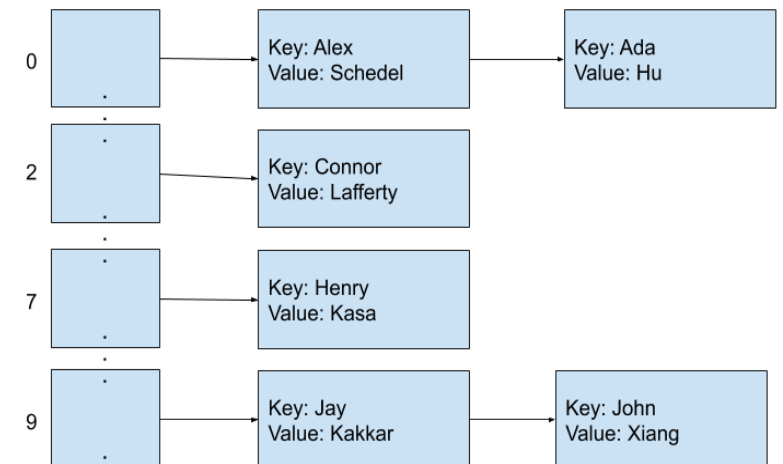 0
Key: Alex
Value: Schedel
Key: Ada
Value: Hu
2
Key: Connor
Value: Lafferty
7
Key: Henry
Value: Kasa
9
Key: Jay
Value: Kakkar
Key: John
Value: Xiang